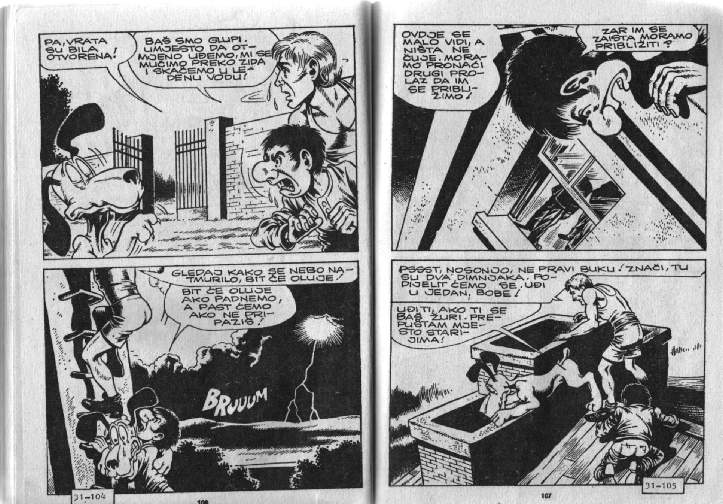 PA, VRATA
SU BILA
OTVORENA!
BAŠ SMO GLUPI.
UMJESTO DA OT-
MJENO UĐEMO, MI SE
MUČIMO PREKO ZIDA
I SKAČEMO U LE-
DENU VODU!
GLEDAJ KAKO SE NEBO NA-
TMURILO, BIT ĆE OLUJE.
BIT ĆE OLUJE
AKO PADNEMO,
A PAST ĆEMO
AKO NE PRI-
PAZIŠ!
BRUUUM
31-104
106
OVDJE SE
MALO VIDI, A
NIŠTA NE
ČUJE. MORA-
MO PRONAĆI
DRUGI PRO-
LAZ DA IM
SE PRIBLI-
ŽIMO!
ZAR IM SE
ZAISTA MORAMO
PRIBLIŽITI?
PSSST, NOSONJO, NE PRAVI BUKU! ZNAČI, TU
SU DVA DIMNJAKA. PO-
DIJELIT ĆEMO SE. UĐI
U JEDAN, BOBE!
UĐI TI, AKO TI SE
BAŠ ŽURI. PRE-
PUŠTAM MJE-
STO STARI-
JIMA!
107
31-105